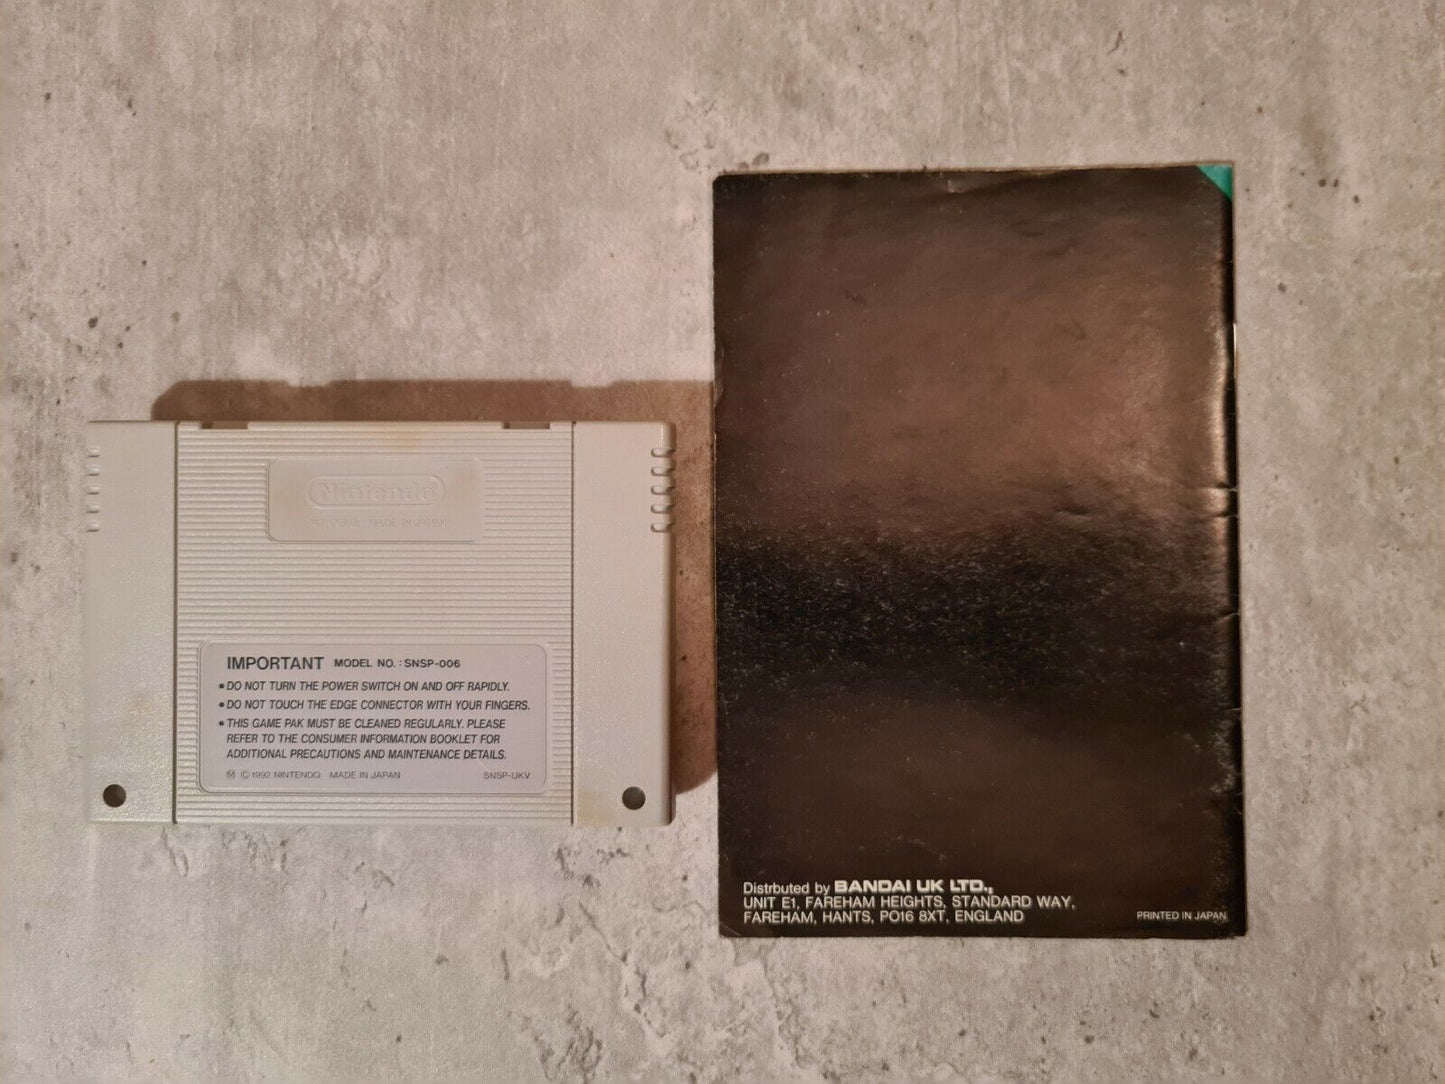 Nintendo
MADE IN JAPAN
IMPORTANT MODEL NO. : SNSP-006
• DO NOT TURN THE POWER SWITCH ON AND OFF RAPIDLY.
• DO NOT TOUCH THE EDGE CONNECTOR WITH YOUR FINGERS.
• THIS GAME PAK MUST BE CLEANED REGULARLY. PLEASE
REFER TO THE CONSUMER INFORMATION BOOKLET FOR
ADDITIONAL PRECAUTIONS AND MAINTENANCE DETAILS.
Ⓜ © 1992 NINTENDO MADE IN JAPAN SNSP-UKV
Distrbuted by BANDAI UK LTD.,
UNIT E1, FAREHAM HEIGHTS, STANDARD WAY,
FAREHAM, HANTS, PO16 8XT, ENGLAND
PRINTED IN JAPAN